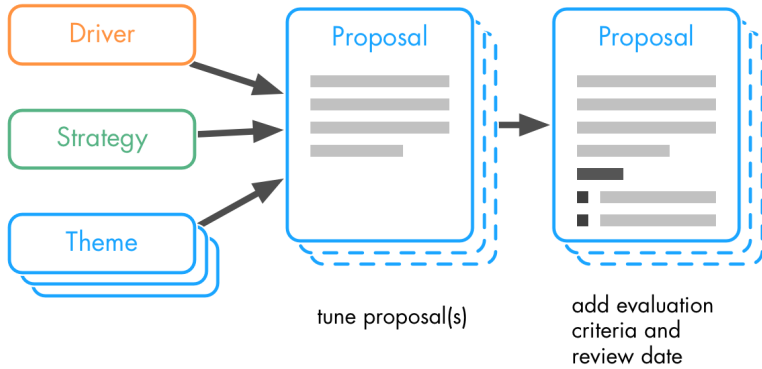 Driver
Strategy
Theme
Proposal
tune proposal(s)
Proposal
add evaluation
criteria and
review date